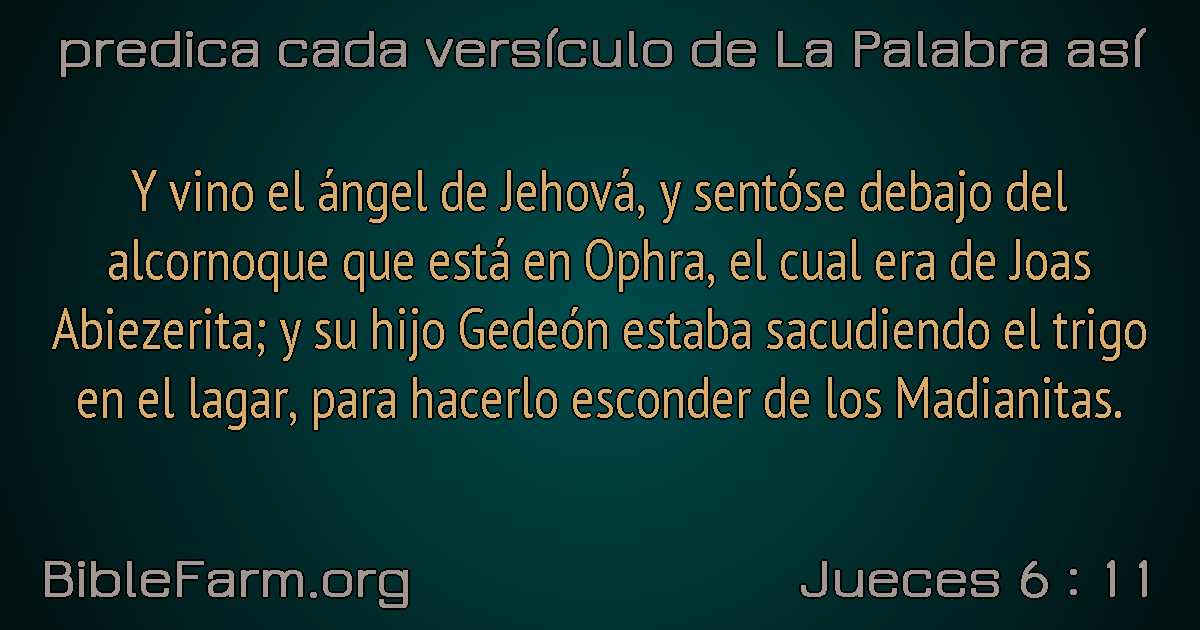 predica cada versículo de La Palabra así
Y vino el ángel de Jehová, y sentóse debajo del
alcornoque que está en Ophra, el cual era de Joas
Abiezerita; y su hijo Gedeón estaba sacudiendo el trigo
en el lagar, para hacerlo esconder de los Madianitas.
BibleFarm.org
Jueces 6 : 11